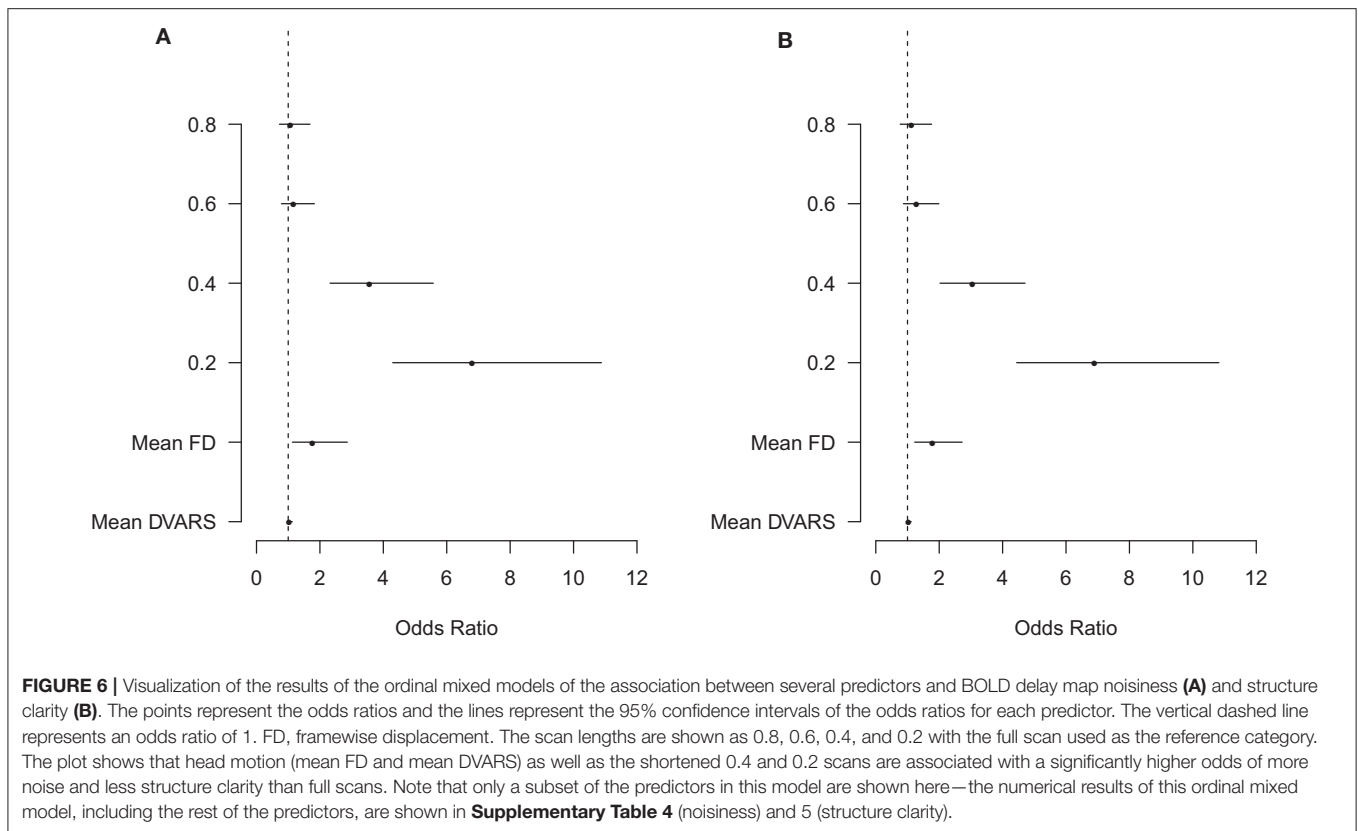 A
B
0.8
0.6
0.4
0.2
Mean FD
Mean DVARS
0 2 4 6 8 10 12
Odds Ratio
0.8
0.6
0.4
0.2
Mean FD
Mean DVARS
0 2 4 6 8 10 12
Odds Ratio
FIGURE 6 | Visualization of the results of the ordinal mixed models of the association between several predictors and BOLD delay map noisiness (A) and structure
clarity (B). The points represent the odds ratios and the lines represent the 95% confidence intervals of the odds ratios for each predictor. The vertical dashed line
represents an odds ratio of 1. FD, framewise displacement. The scan lengths are shown as 0.8, 0.6, 0.4, and 0.2 with the full scan used as the reference category.
The plot shows that head motion (mean FD and mean DVARS) as well as the shortened 0.4 and 0.2 scans are associated with a significantly higher odds of more
noise and less structure clarity than full scans. Note that only a subset of the predictors in this model are shown here—the numerical results of this ordinal mixed
model, including the rest of the predictors, are shown in Supplementary Table 4 (noisiness) and 5 (structure clarity).